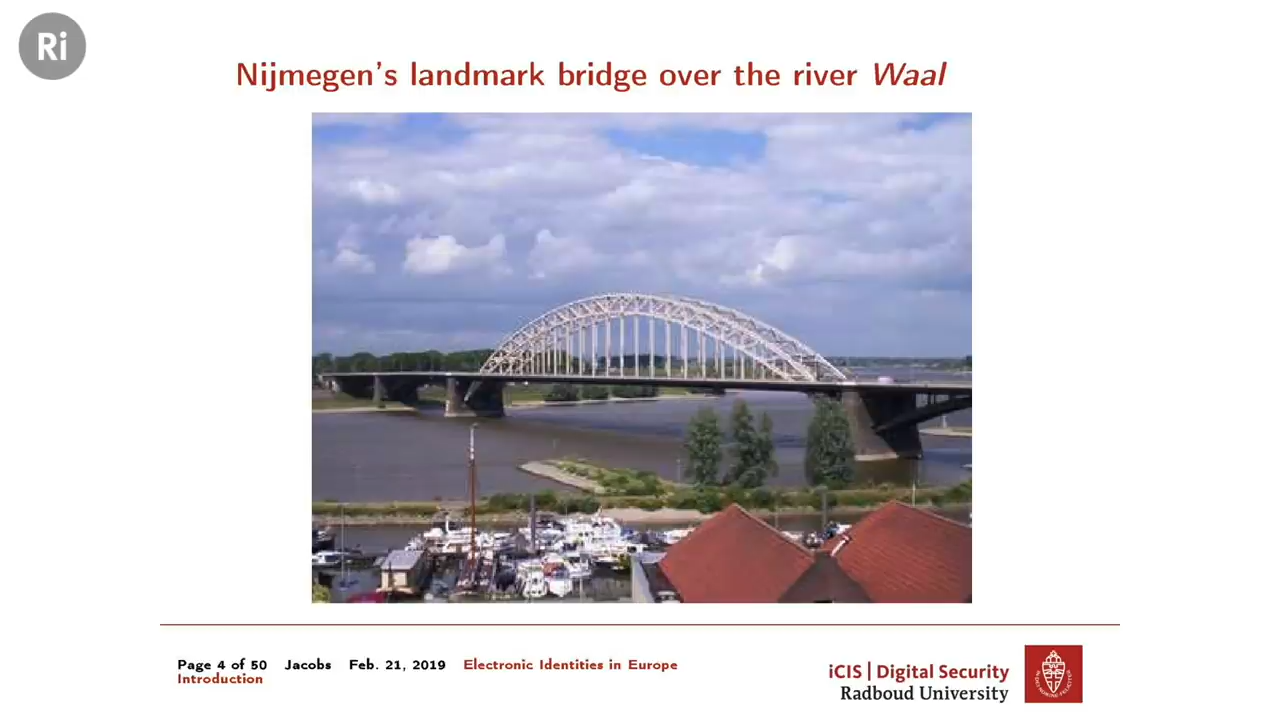 Ri
Nijmegen's landmark bridge over the river Waal
Page 4 of 50 Jacobs Feb. 21, 2019 Electronic Identities in Europe
Introduction
iCIS | Digital Security
Radboud University